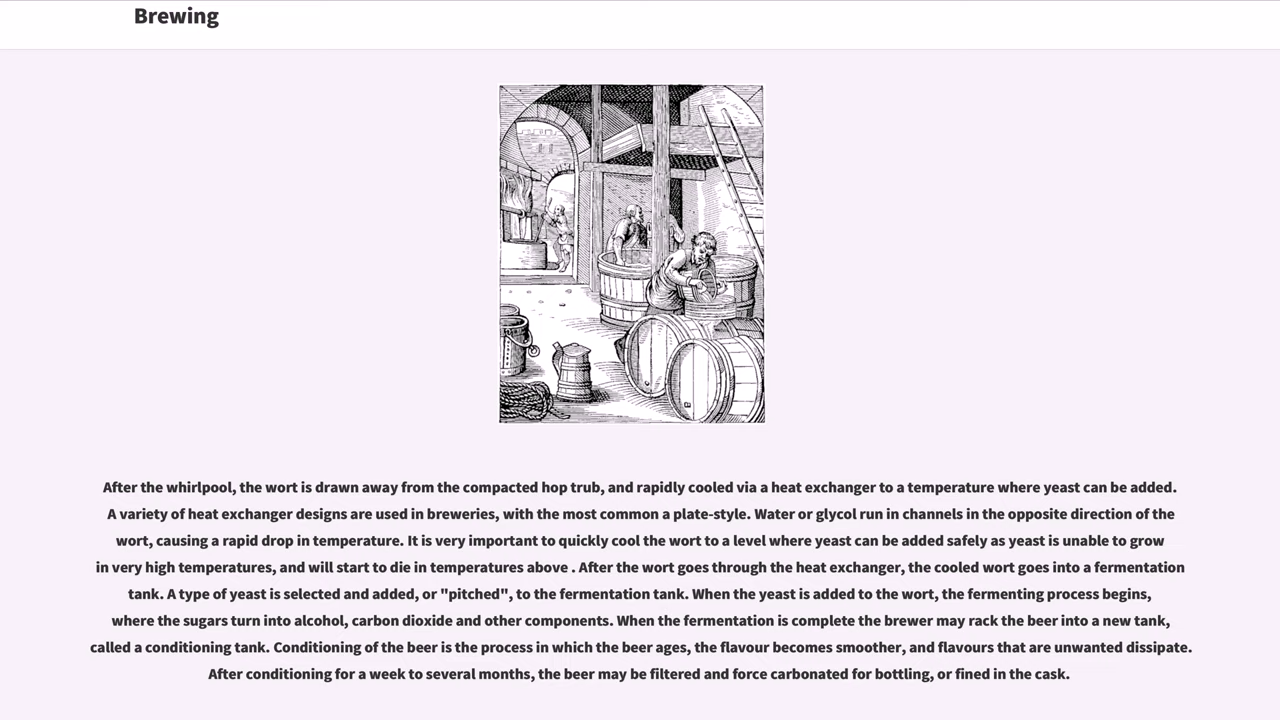 Brewing
After the whirlpool, the wort is drawn away from the compacted hop trub, and rapidly cooled via a heat exchanger to a temperature where yeast can be added.
A variety of heat exchanger designs are used in breweries, with the most common a plate-style. Water or glycol run in channels in the opposite direction of the
wort, causing a rapid drop in temperature. It is very important to quickly cool the wort to a level where yeast can be added safely as yeast is unable to grow
in very high temperatures, and will start to die in temperatures above . After the wort goes through the heat exchanger, the cooled wort goes into a fermentation
tank. A type of yeast is selected and added, or "pitched", to the fermentation tank. When the yeast is added to the wort, the fermenting process begins,
where the sugars turn into alcohol, carbon dioxide and other components. When the fermentation is complete the brewer may rack the beer into a new tank,
called a conditioning tank. Conditioning of the beer is the process in which the beer ages, the flavour becomes smoother, and flavours that are unwanted dissipate.
After conditioning for a week to several months, the beer may be filtered and force carbonated for bottling, or fined in the cask.